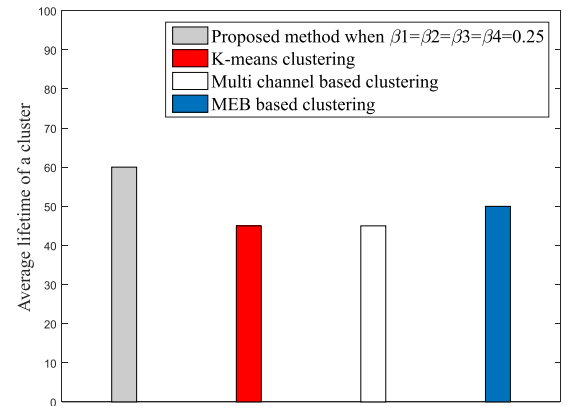 100
90
80
70
60
50
40
30
20
10
0
Average lifetime of a cluster
Proposed method when β1=β2=β3=β4=0.25
K-means clustering
Multi channel based clustering
MEB based clustering